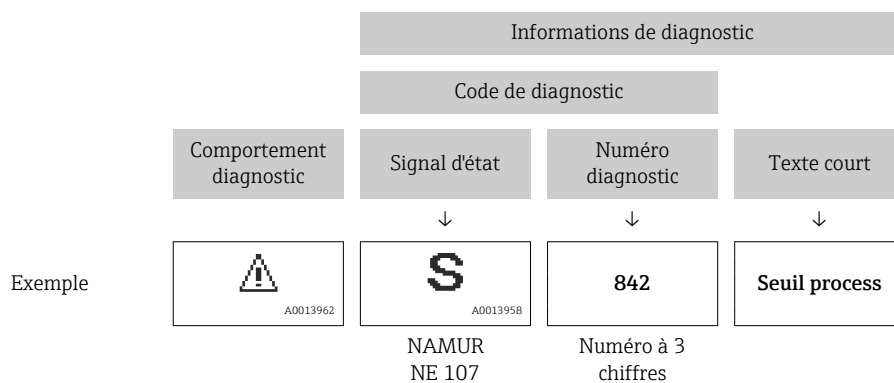 Informations de diagnostic
Code de diagnostic
Comportement
diagnostic
Signal d'état
Numéro
diagnostic
Texte court
↓ ↓ ↓
Exemple
A0013962
S
A0013958
842
Seuil process
NAMUR
NE 107
Numéro à 3
chiffres